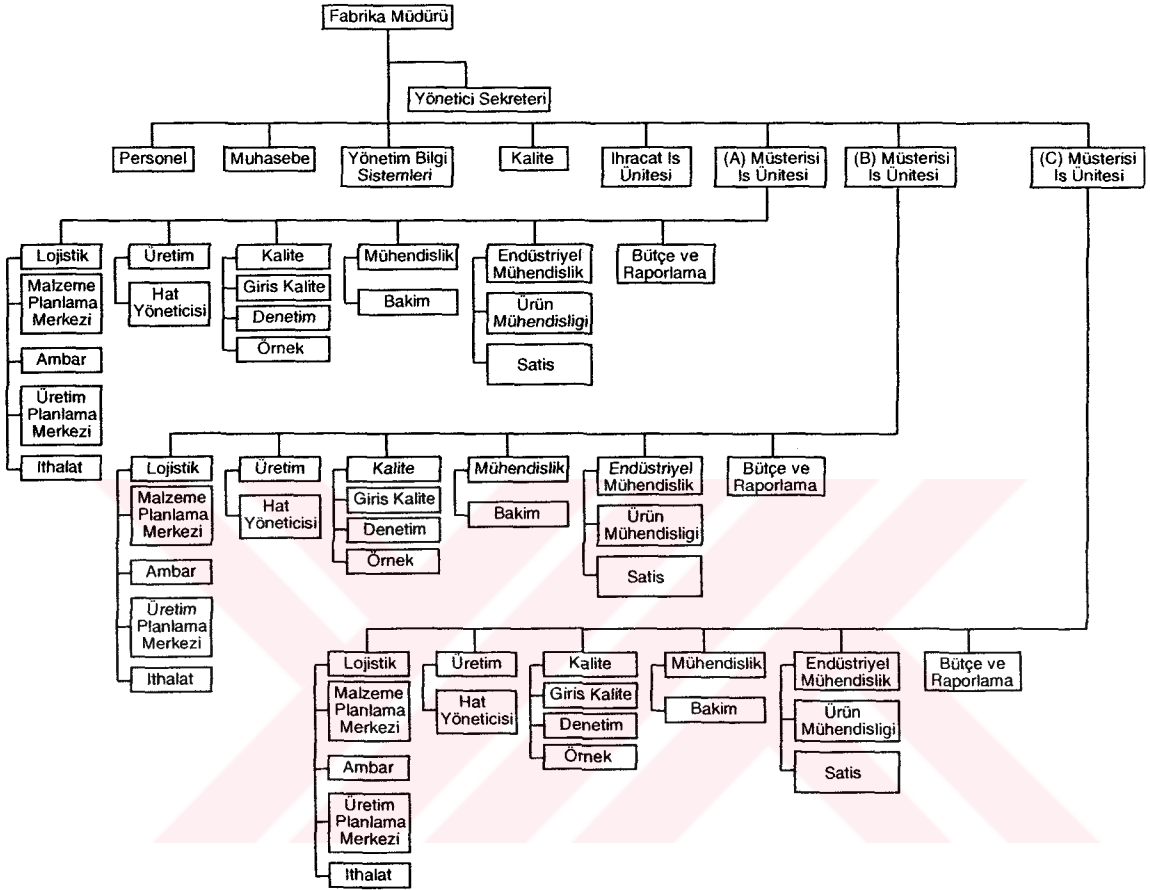 Fabrika Müdürü
Yönetici Sekreteri
Personel
Muhasebe
Yönetim Bilgi
Sistemleri
Kalite
Ihracat Is
Ünitesi
(A) Müsterisi
Is Ünitesi
(B) Müsterisi
Is Ünitesi
(C) Müsterisi
Is Ünitesi
Lojistik
Malzeme
Planlama
Merkezi
Ambar
Üretim
Planlama
Merkezi
Ithalat
Üretim
Hat
Yöneticisi
Kalite
Giris Kalite
Denetim
Örnek
Mühendislik
Bakim
Endüstriyel
Mühendislik
Ürün
Mühendisligi
Satis
Bütçe ve
Raporlama
Lojistik
Malzeme
Planlama
Merkezi
Ambar
Üretim
Planlama
Merkezi
Ithalat
Üretim
Hat
Yöneticisi
Kalite
Giris Kalite
Denetim
Örnek
Mühendislik
Bakim
Endüstriyel
Mühendislik
Ürün
Mühendisligi
Satis
Bütçe ve
Raporlama
Lojistik
Malzeme
Planlama
Merkezi
Ambar
Üretim
Planlama
Merkezi
Ithalat
Üretim
Hat
Yöneticisi
Kalite
Giris Kalite
Denetim
Örnek
Mühendislik
Bakim
Endüstriyel
Mühendislik
Ürün
Mühendisligi
Satis
Bütçe ve
Raporlama